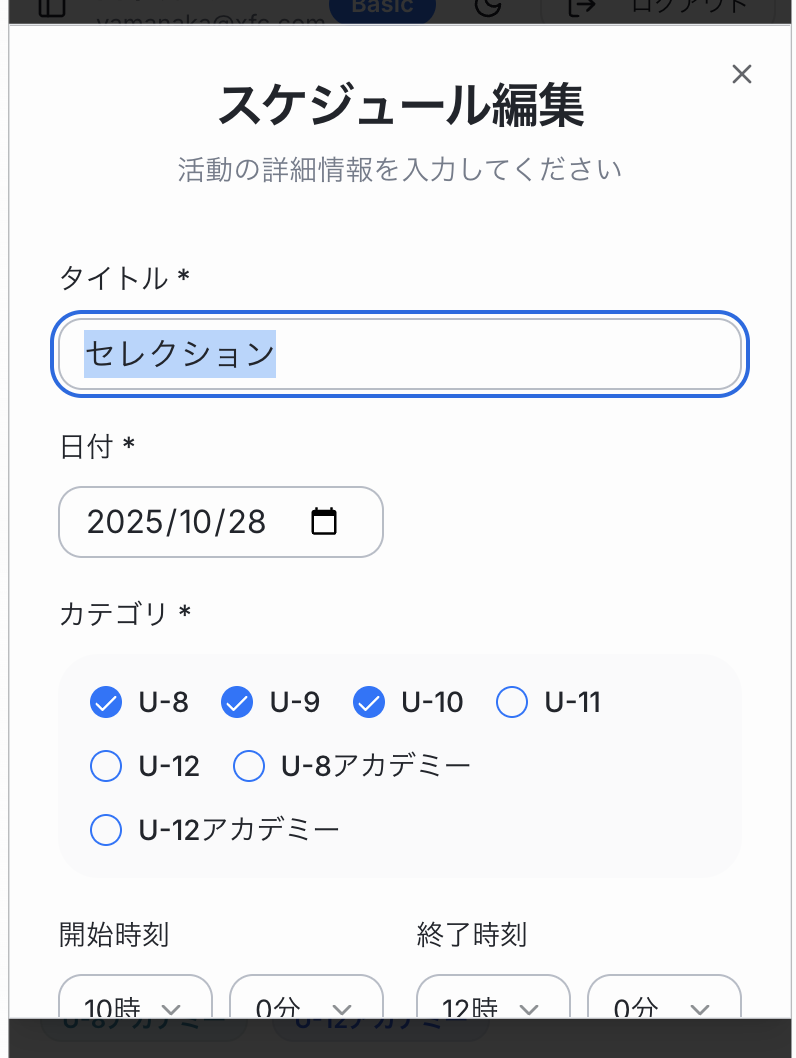 yamanaka@xfc.com
Basic
ログアウト
スケジュール編集
活動の詳細情報を入力してください
タイトル *
セレクション
日付 *
2025/10/28
カテゴリ *
U-8 U-9 U-10 U-11
U-12 U-8アカデミー
U-12アカデミー
開始時刻 終了時刻
10時 0分 12時 0分
U-8アカデミー U-12アカデミー